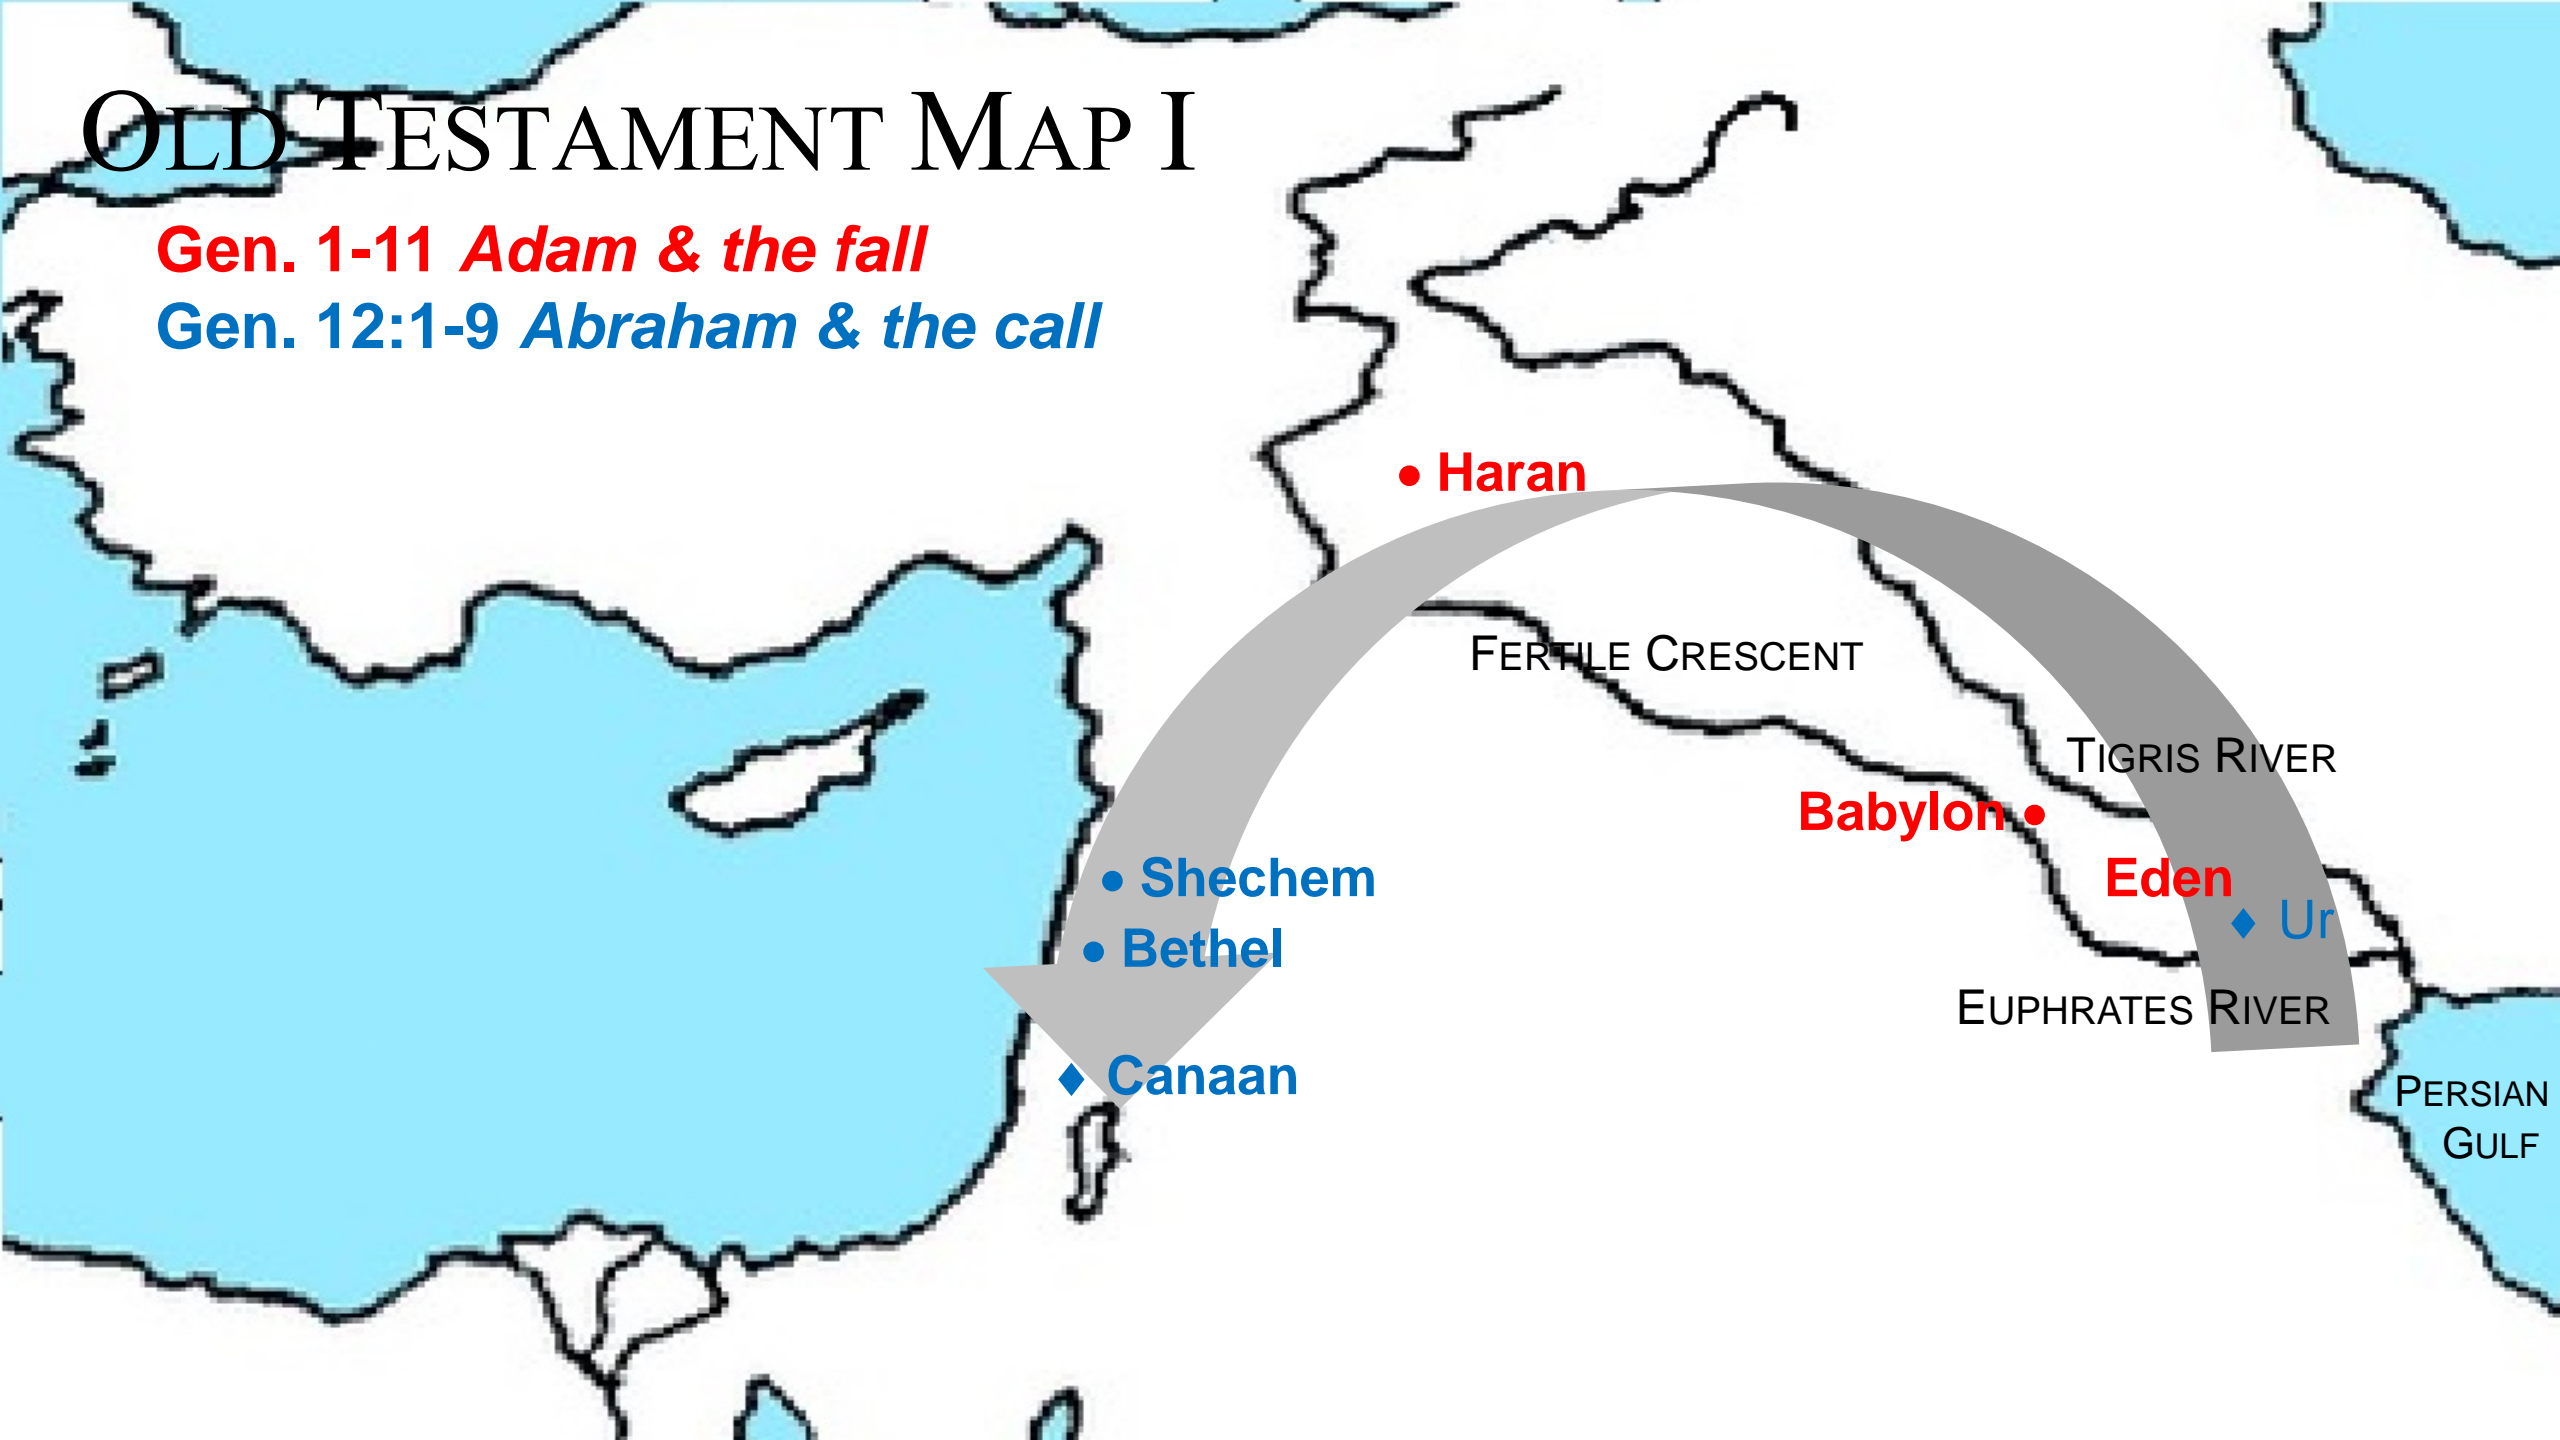 OLD TESTAMENT MAP I
Gen. 1-11 Adam & the fall
Gen. 12:1-9 Abraham & the call
• Haran
FERTILE CRESCENT
TIGRIS RIVER
Babylon •
• Shechem
Eden
♦ Ur
• Bethel
EUPHRATES RIVER
♦ Canaan
PERSIAN
GULF